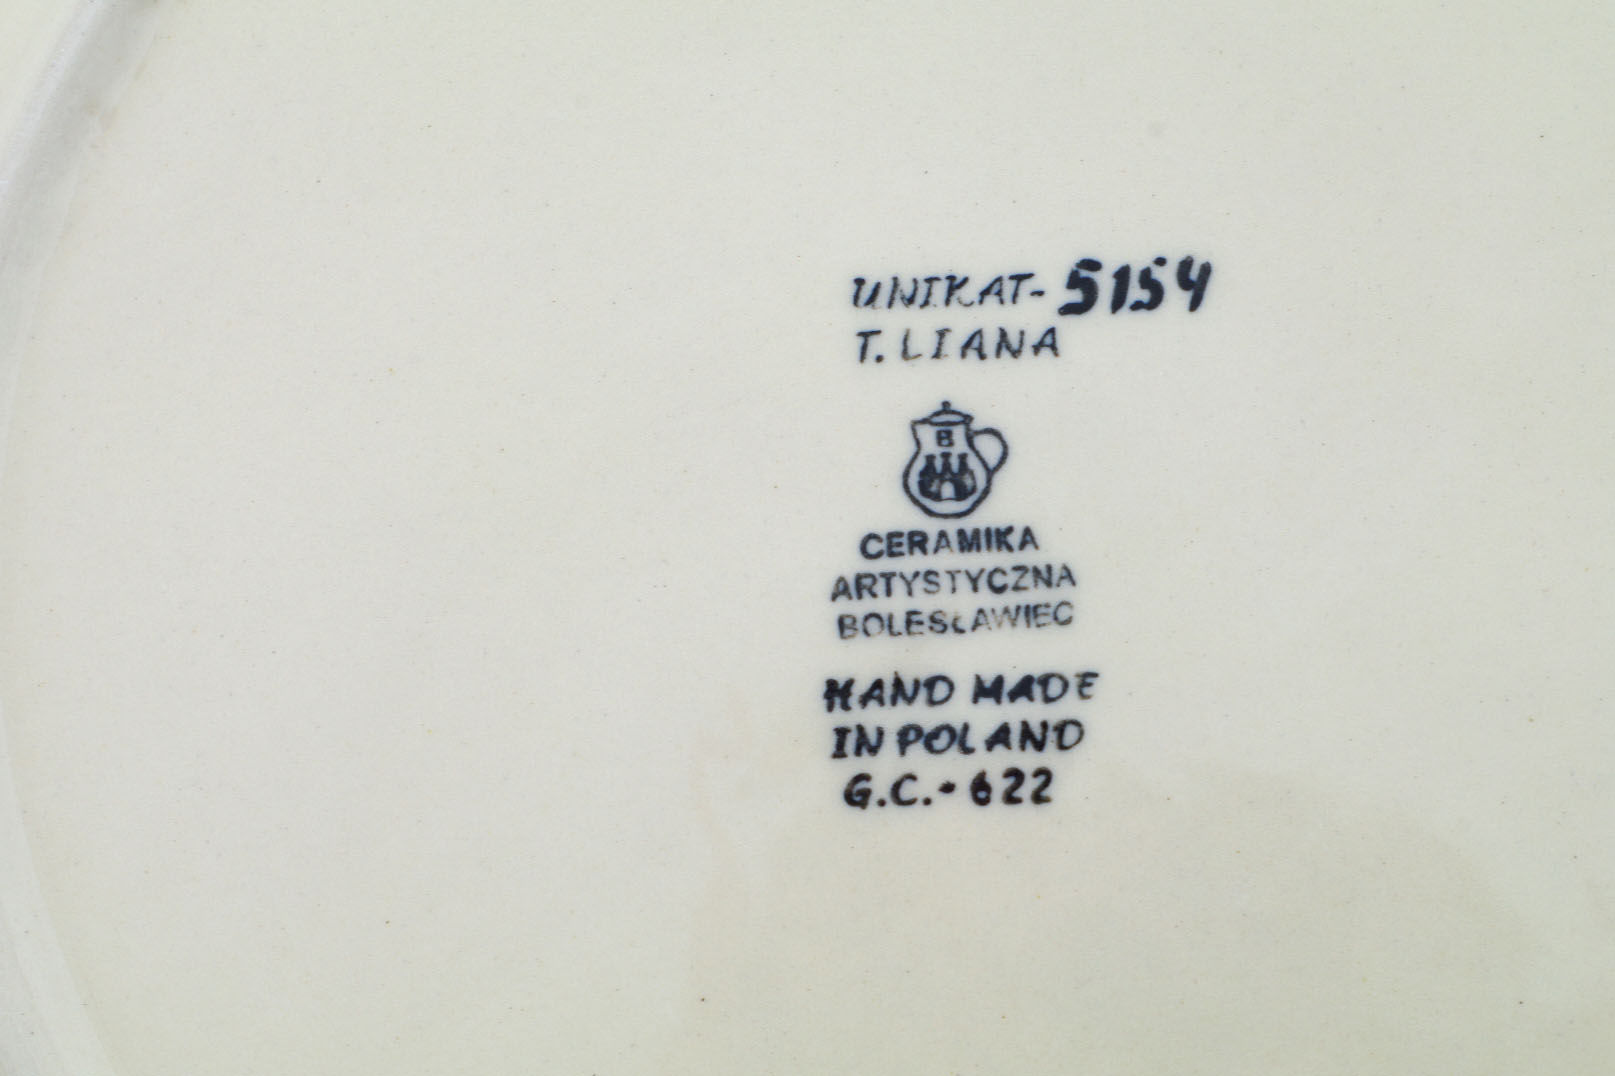 UNIKAT-5154
T. LIANA
B
CERAMIKA
ARTYSTYCZNA
BOLESŁAWIEC
HAND MADE
IN POLAND
G.C.-622